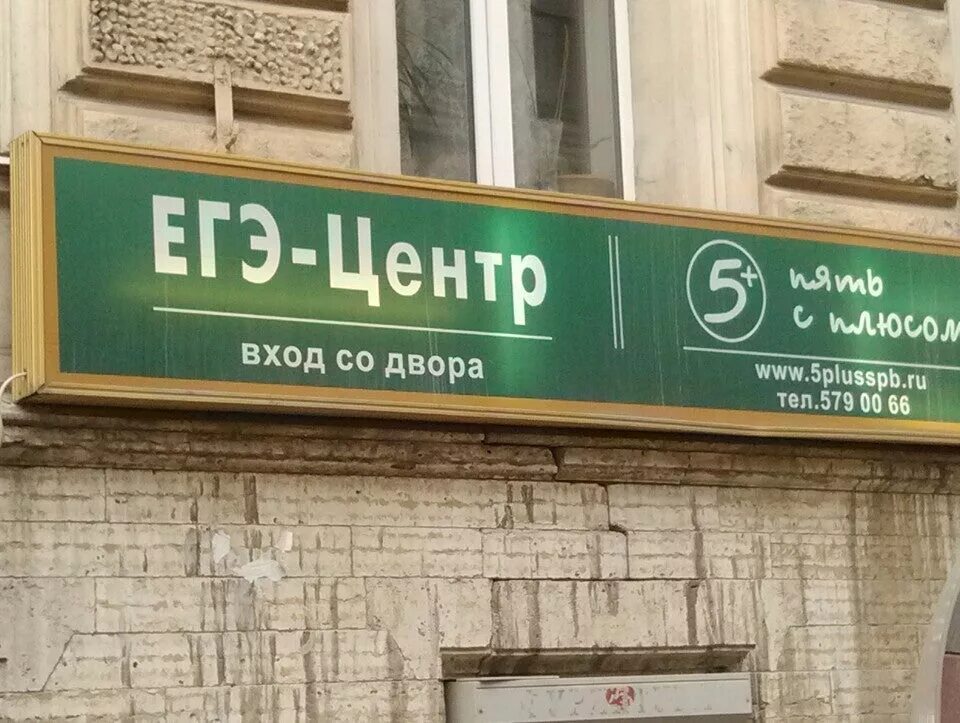 ЕГЭ-Центр
вход со двора
5+
пять
с плюсом
www.5plusspb.ru
тел.579 00 66